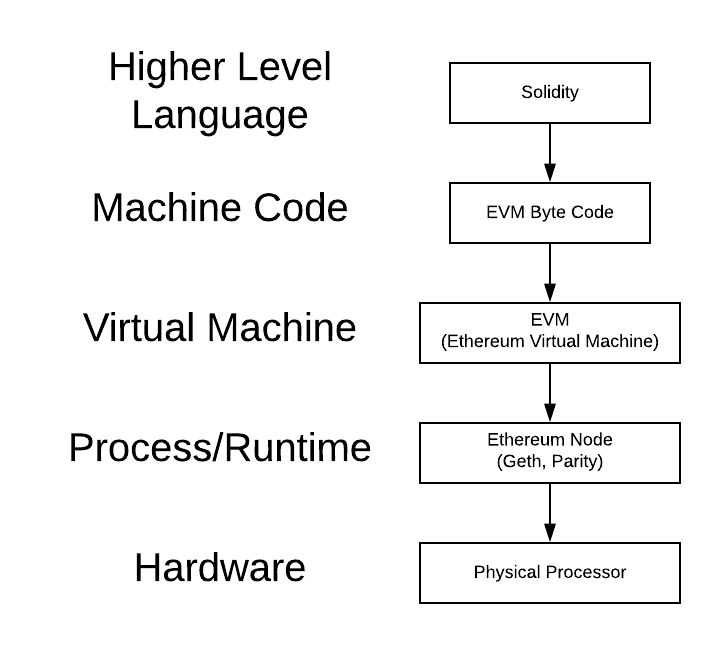 Higher Level
Language
Solidity
Machine Code
EVM Byte Code
Virtual Machine
EVM
(Ethereum Virtual Machine)
Process/Runtime
Ethereum Node
(Geth, Parity)
Hardware
Physical Processor